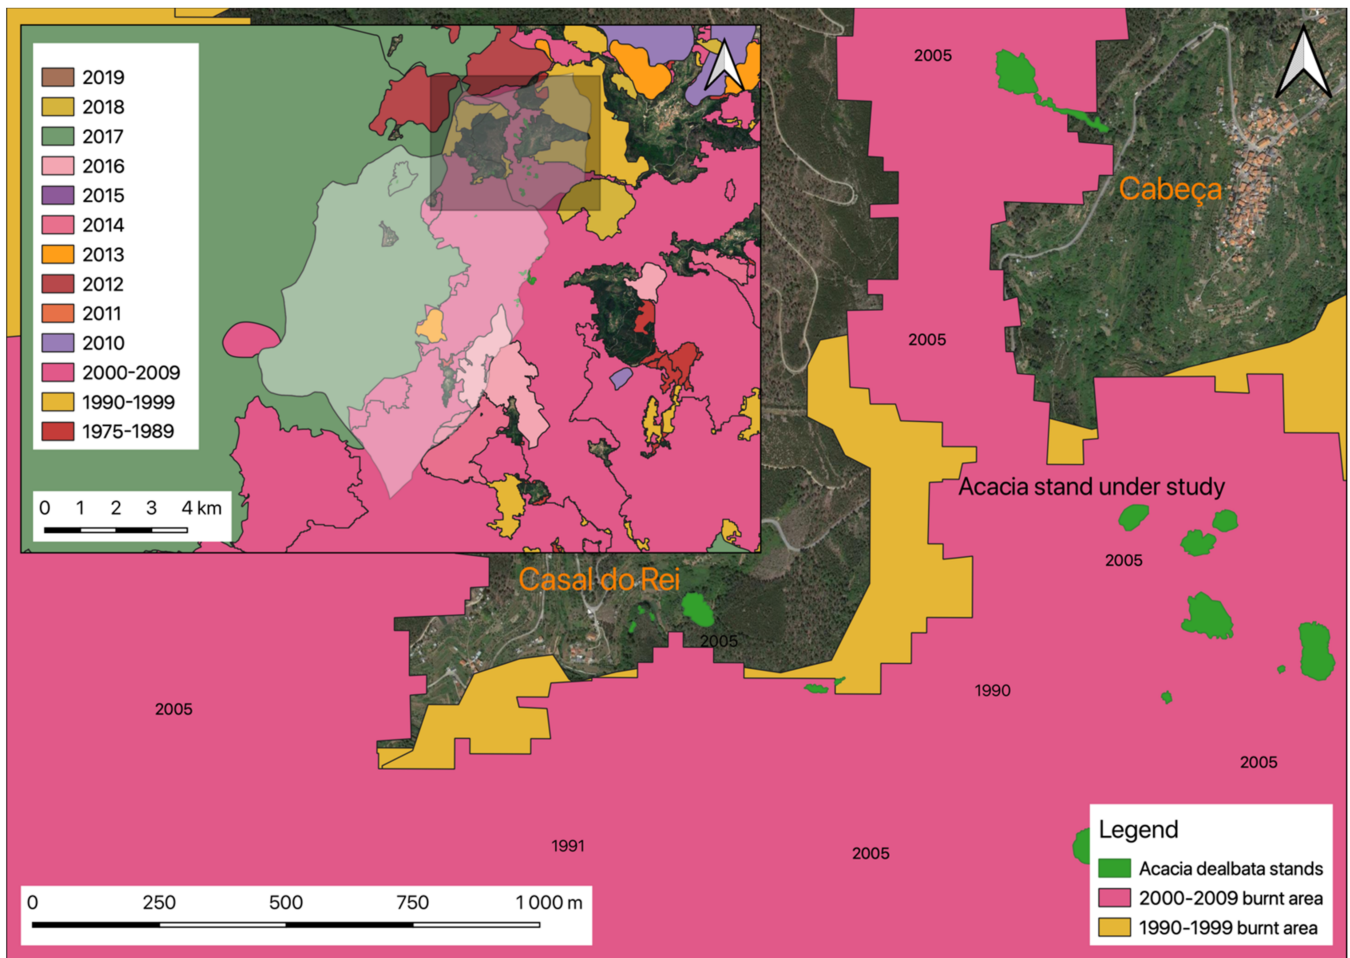 2019
2018
2017
2016
2015
2014
2013
2012
2011
2010
2000-2009
1990-1999
1975-1989
0 1 2 3 4 km
2005
Cabeça
2005
Acacia stand under study
2005
Casal do Rei
2005
1990
2005
2005
1991
2005
Legend
Acacia dealbata stands
2000-2009 burnt area
1990-1999 burnt area
0 250 500 750 1 000 m